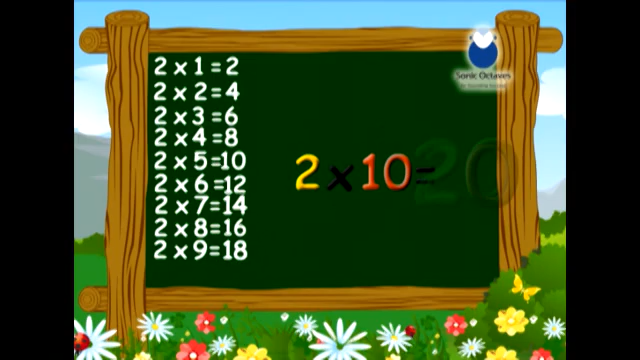 2 x 1 = 2
2 x 2 = 4
2 x 3 = 6
2 x 4 = 8
2 x 5 = 10
2 x 6 = 12
2 x 7 = 14
2 x 8 = 16
2 x 9 = 18
2 x 10 = 20
Sonic Octaves